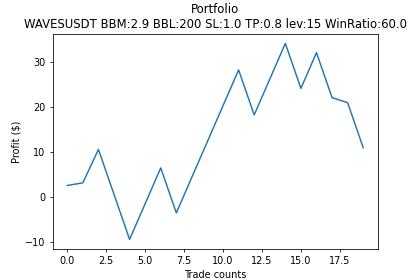 Portfolio
WAVESUSDT BBM:2.9 BBL:200 SL:1.0 TP:0.8 lev:15 WinRatio:60.0
Profit ($)
30
20
10
0
−10
0.0 2.5 5.0 7.5 10.0 12.5 15.0 17.5
Trade counts